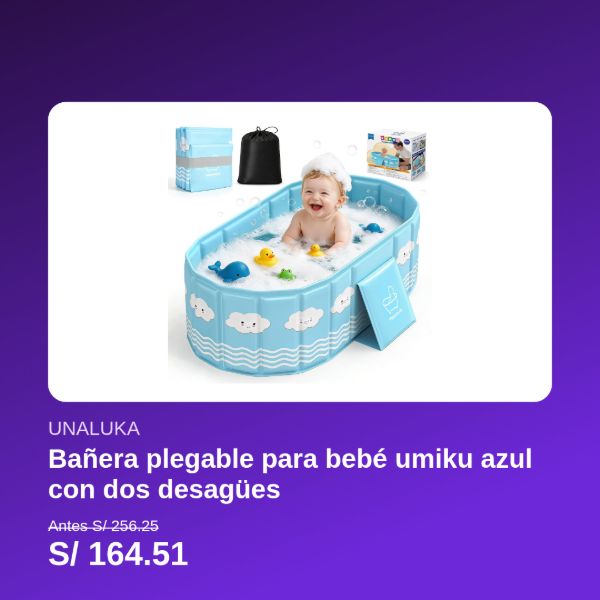 UNALUKA
Bañera plegable para bebé umiku azul
con dos desagües
Antes S/ 256.25
S/ 164.51